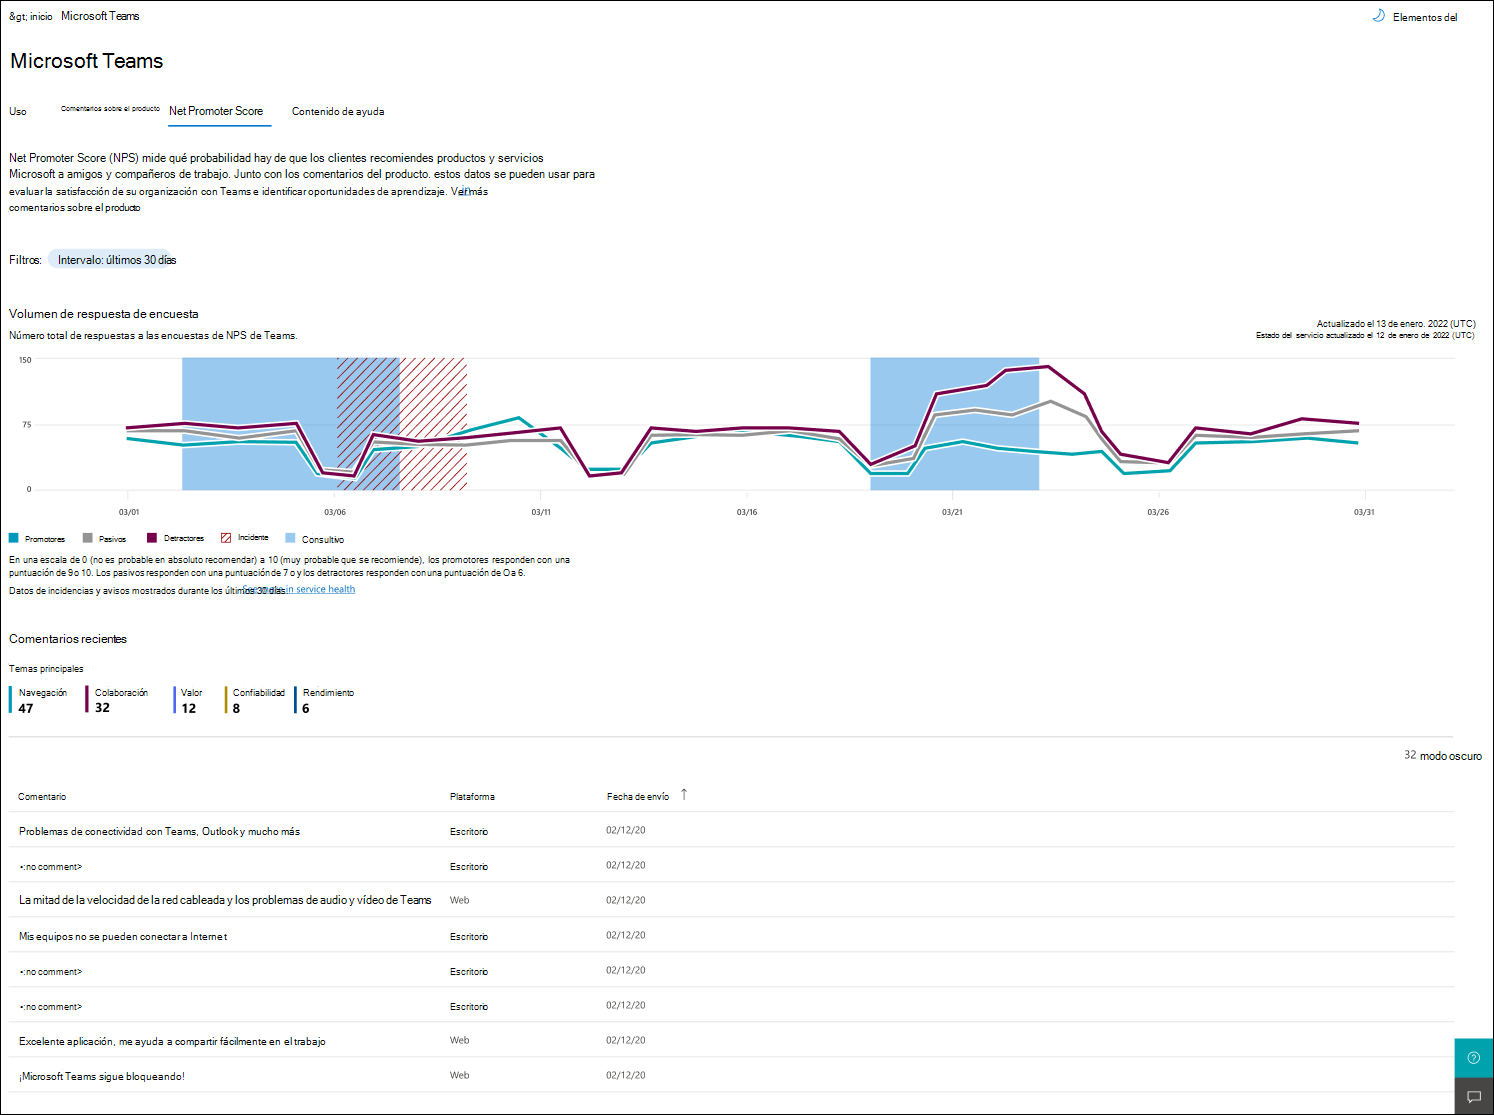 &gt; inicio Microsoft Teams
Elementos del
Microsoft Teams
Uso Comentarios sobre el producto Net Promoter Score Contenido de ayuda
Net Promoter Score (NPS) mide qué probabilidad hay de que los clientes recomiendes productos y servicios
Microsoft a amigos y compañeros de trabajo. Junto con los comentarios del producto. estos datos se pueden usar para
evaluar la satisfacción de su organización con Teams e identificar oportunidades de aprendizaje. Ver más
comentarios sobre el producto
Filtros: Intervalo: últimos 30 días
Volumen de respuesta de encuesta
Número total de respuestas a las encuestas de NPS de Teams.
Actualizado el 13 de enero. 2022 (UTC)
Estado del servicio actualizado el 12 de enero de 2022 (UTC)
150
75
0
03/01 03/06 03/11 03/16 03/21 03/26 03/31
Promotores Pasivos Detractores Incidente Consultivo
En una escala de 0 (no es probable en absoluto recomendar) a 10 (muy probable que se recomiende), los promotores responden con una
puntuación de 9 o 10. Los pasivos responden con una puntuación de 7 o y los detractores responden con una puntuación de O a 6.
Datos de incidencias y avisos mostrados durante los últimos 30 días. in service health
Comentarios recientes
Temas principales
Navegación Colaboración Valor Confiabilidad Rendimiento
47 32 12 8 6
32 modo oscuro
Comentario Plataforma Fecha de envío ↑
Problemas de conectividad con Teams, Outlook y mucho más Escritorio 02/12/20
<:no comment> Escritorio 02/12/20
La mitad de la velocidad de la red cableada y los problemas de audio y vídeo de Teams Web 02/12/20
Mis equipos no se pueden conectar a Internet Escritorio 02/12/20
<:no comment> Escritorio 02/12/20
<:no comment> Escritorio 02/12/20
Excelente aplicación, me ayuda a compartir fácilmente en el trabajo Web 02/12/20
¡Microsoft Teams sigue bloqueando! Web 02/12/20